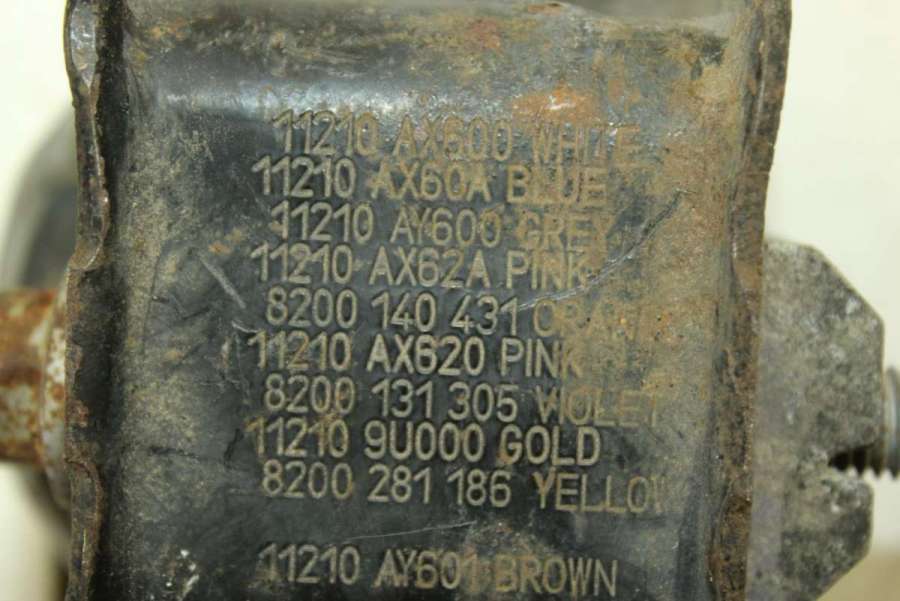 11210 AX600 WHITE
11210 AX60A BLUE
11210 AY600 GREY
11210 AX62A PINK
8200 140 431
11210 AX620 PINK
8200 131 305 VIOLET
11210 9U000 GOLD
8200 281 186 YELLOW
11210 AY601 BROWN